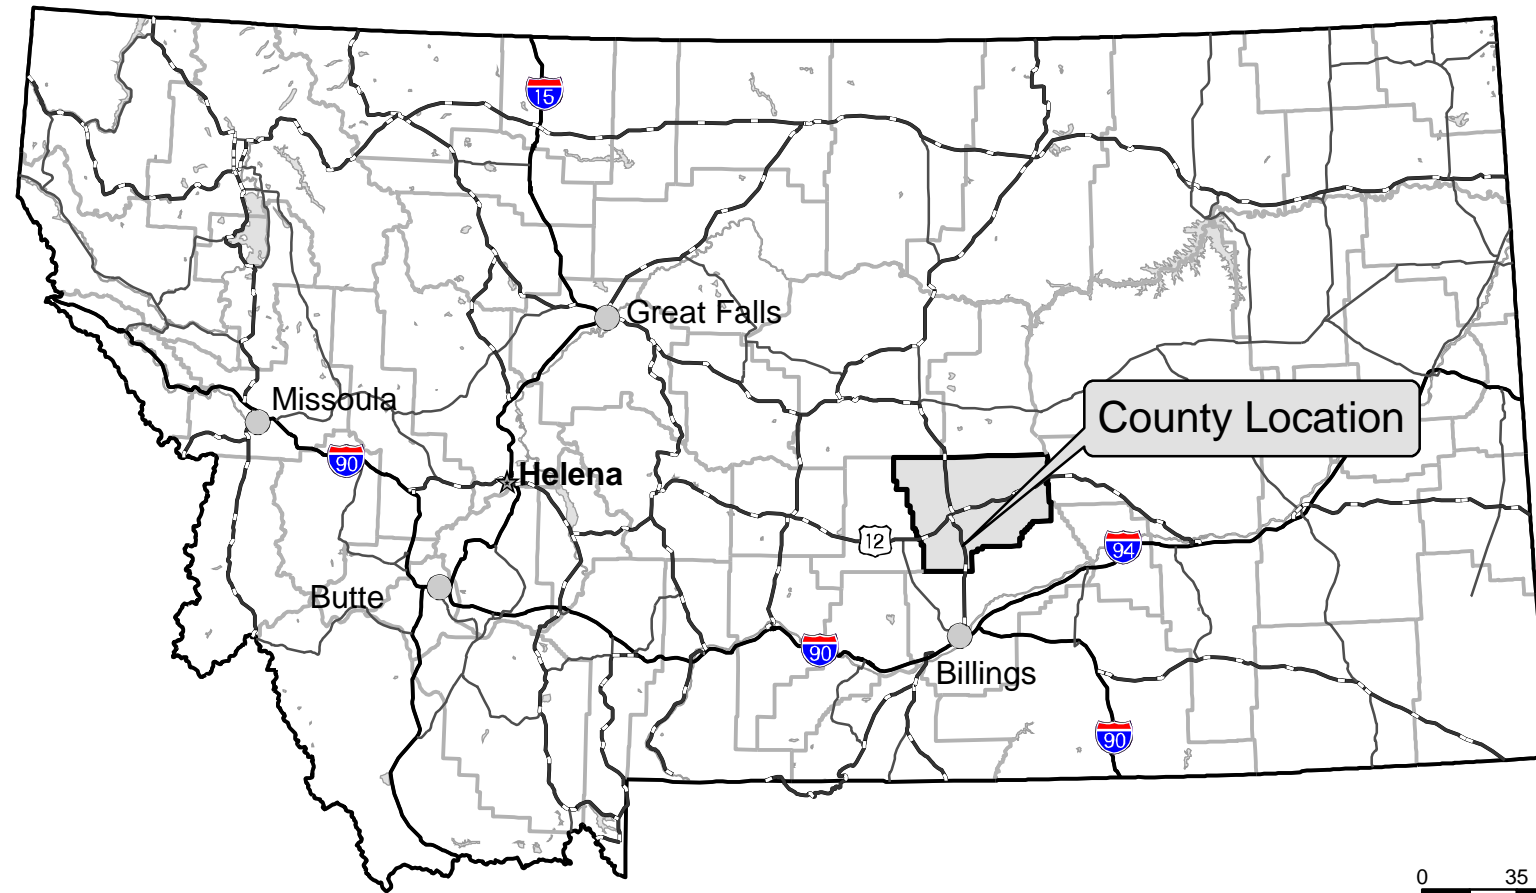 15
Great Falls
Missoula
County Location
90
Helena
12
94
Butte
90
Billings
90
0 35